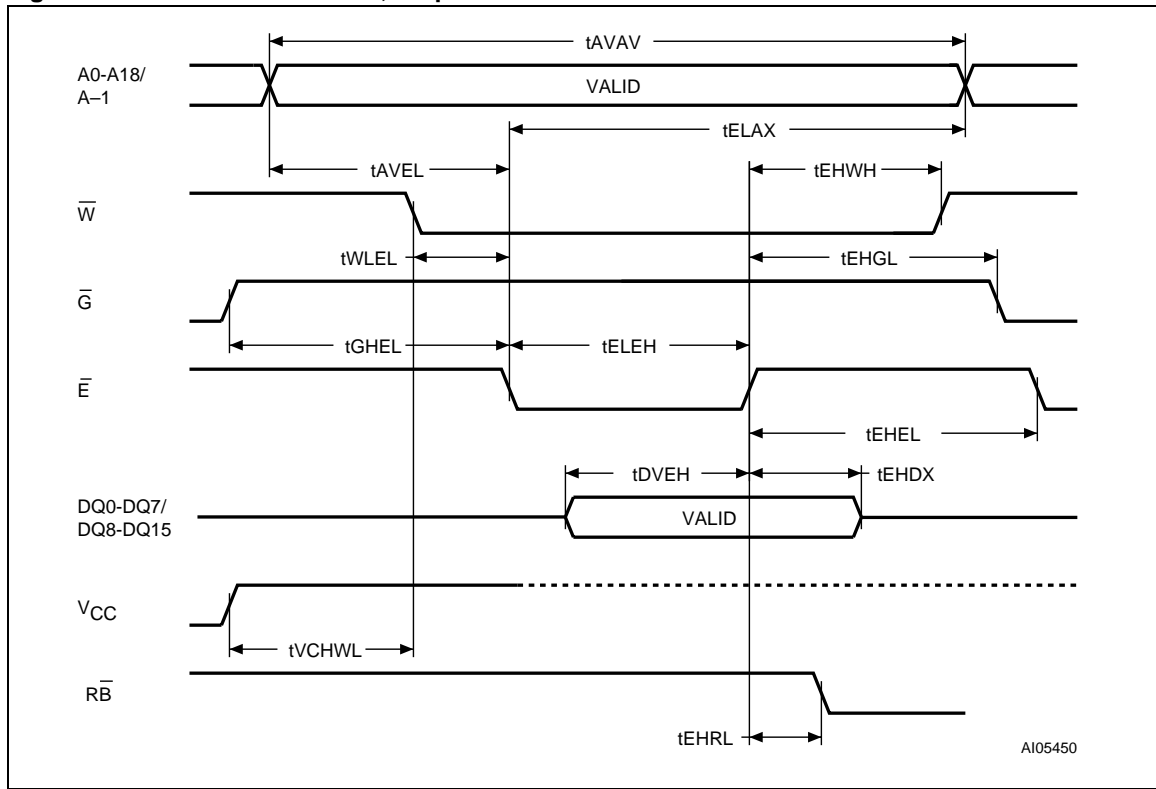 tAVAV
A0-A18/
A–1
VALID
tELAX
tAVEL
tEHWH
W̅
tWLEL
tEHGL
G̅
tGHEL
tELEH
E̅
tEHEL
tDVEH
tEHDX
DQ0-DQ7/
DQ8-DQ15
VALID
VCC
tVCHWL
RB̅
tEHRL
AI05450